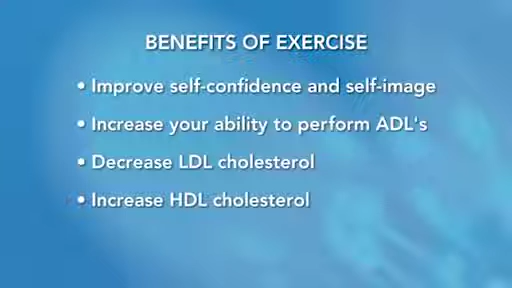 BENEFITS OF EXERCISE
• Improve self-confidence and self-image
• Increase your ability to perform ADL's
• Decrease LDL cholesterol
• Increase HDL cholesterol